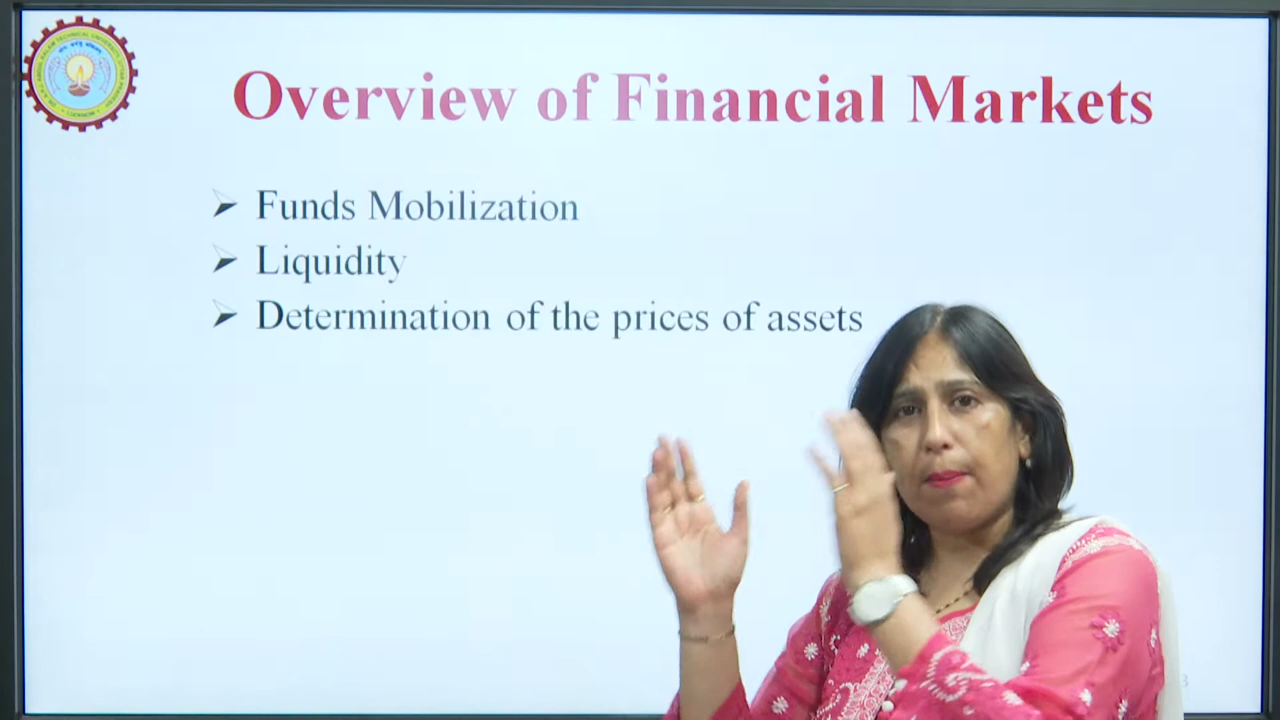 Overview of Financial Markets
Funds Mobilization
Liquidity
Determination of the prices of assets